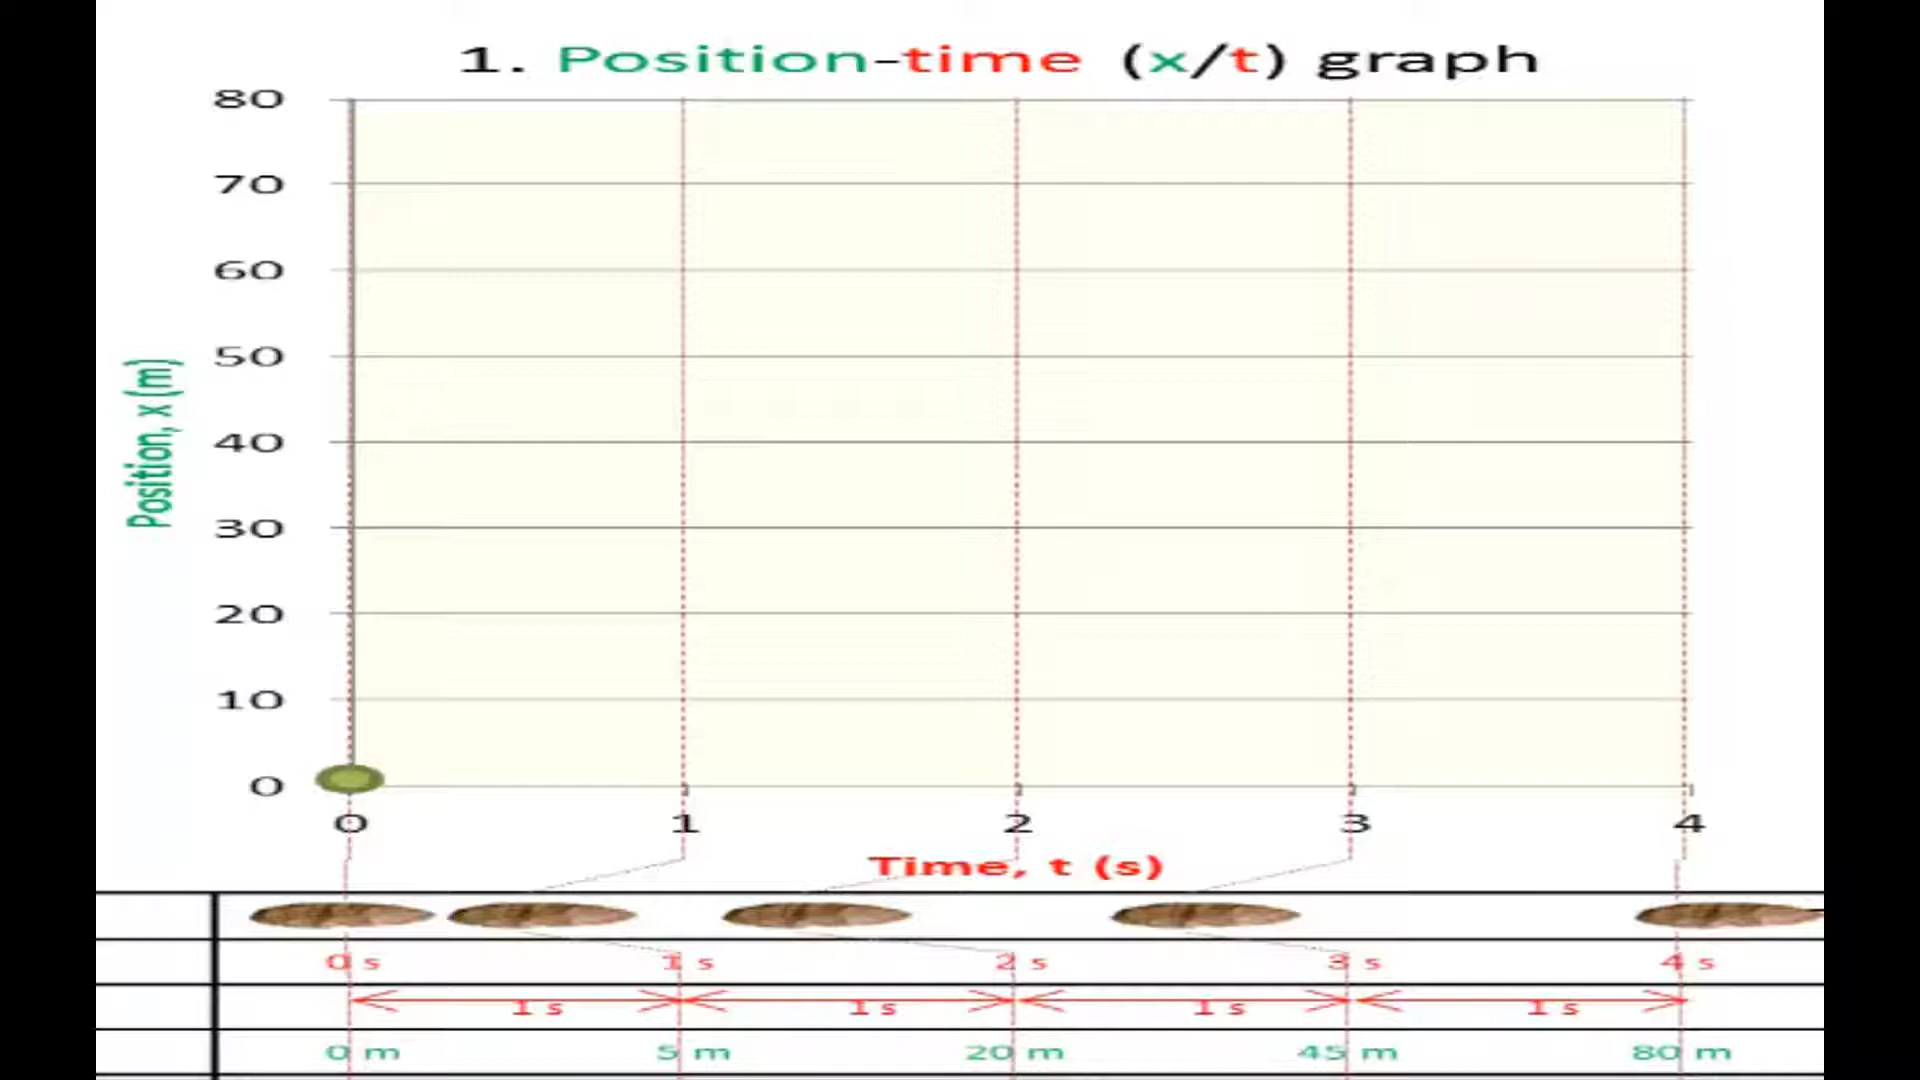 1. Position-time (x/t) graph
80
70
60
50
40
30
20
10
0
Position, x (m)
0 1 2 3 4
Time, t (s)
0 s 1 s 2 s 3 s 4 s
1 s 1 s 1 s 1 s
0 m 5 m 20 m 45 m 80 m